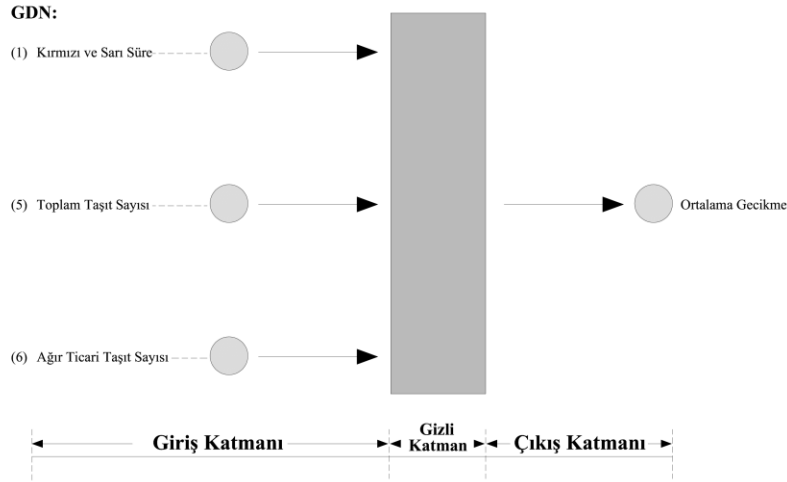 GDN:
(1) Kırmızı ve Sarı Süre
(5) Toplam Taşıt Sayısı
Ortalama Gecikme
(6) Ağır Ticari Taşıt Sayısı
Giriş Katmanı
Gizli
Katman
Çıkış Katmanı